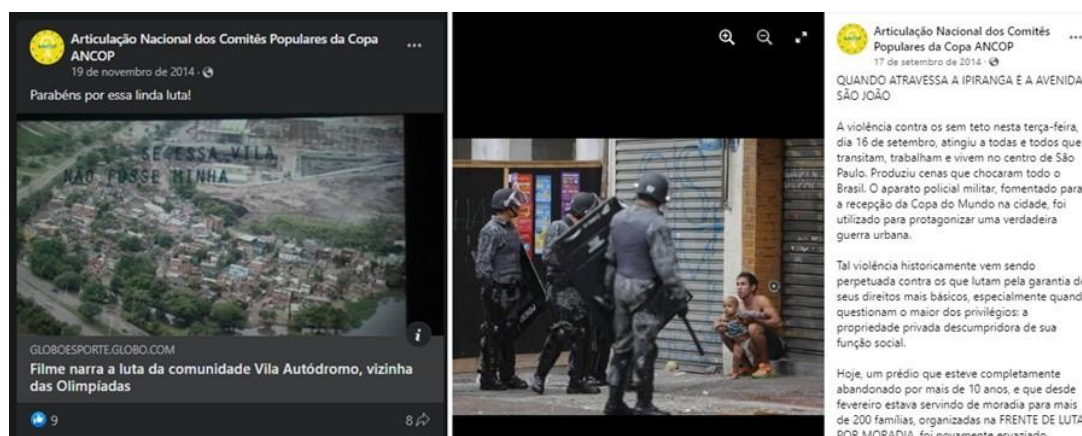 Articulação Nacional dos Comitês Populares da Copa
ANCOP
19 de novembro de 2014
Parabéns por essa linda luta!
SE ESSA VILA
NÃO FOSSE MINHA
GLOBOESPORTE.GLOBO.COM
Filme narra a luta da comunidade Vila Autódromo, vizinha
das Olimpíadas
9
8
Articulação Nacional dos Comitês
Populares da Copa ANCOP
17 de setembro de 2014
QUANDO ATRAVESSA A IPIRANGA E A AVENIDA
SÃO JOÃO
A violência contra os sem teto nesta terça-feira,
dia 16 de setembro, atingiu a todas e todos que
transitam, trabalham e vivem no centro de São
Paulo. Produziu cenas que chocaram todo o
Brasil. O aparato policial militar, fomentado para
a recepção da Copa do Mundo na cidade, foi
utilizado para protagonizar uma verdadeira
guerra urbana.
Tal violência historicamente vem sendo
perpetuada contra os que lutam pela garantia de
seus direitos mais básicos, especialmente quand
questionam o maior dos privilégios: a
propriedade privada descumpridora de sua
função social.
Hoje, um prédio que esteve completamente
abandonado por mais de 10 anos, e que desde
fevereiro estava servindo de moradia para mais
de 200 famílias, organizadas na FRENTE DE LUTA
POR MORADIA, foi novamente esvaziado